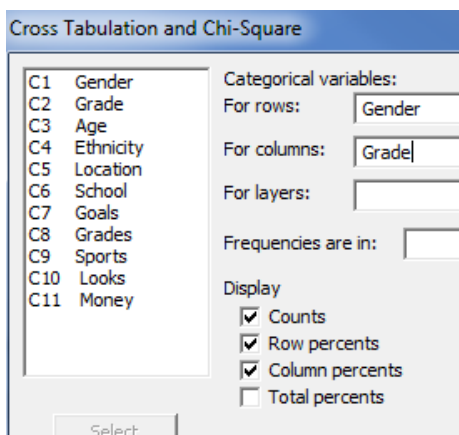 Cross Tabulation and Chi-Square
C1 Gender
C2 Grade
C3 Age
C4 Ethnicity
C5 Location
C6 School
C7 Goals
C8 Grades
C9 Sports
C10 Looks
C11 Money
Select
Categorical variables:
For rows: Gender
For columns: Grade
For layers:
Frequencies are in:
Display
Counts
Row percents
Column percents
Total percents